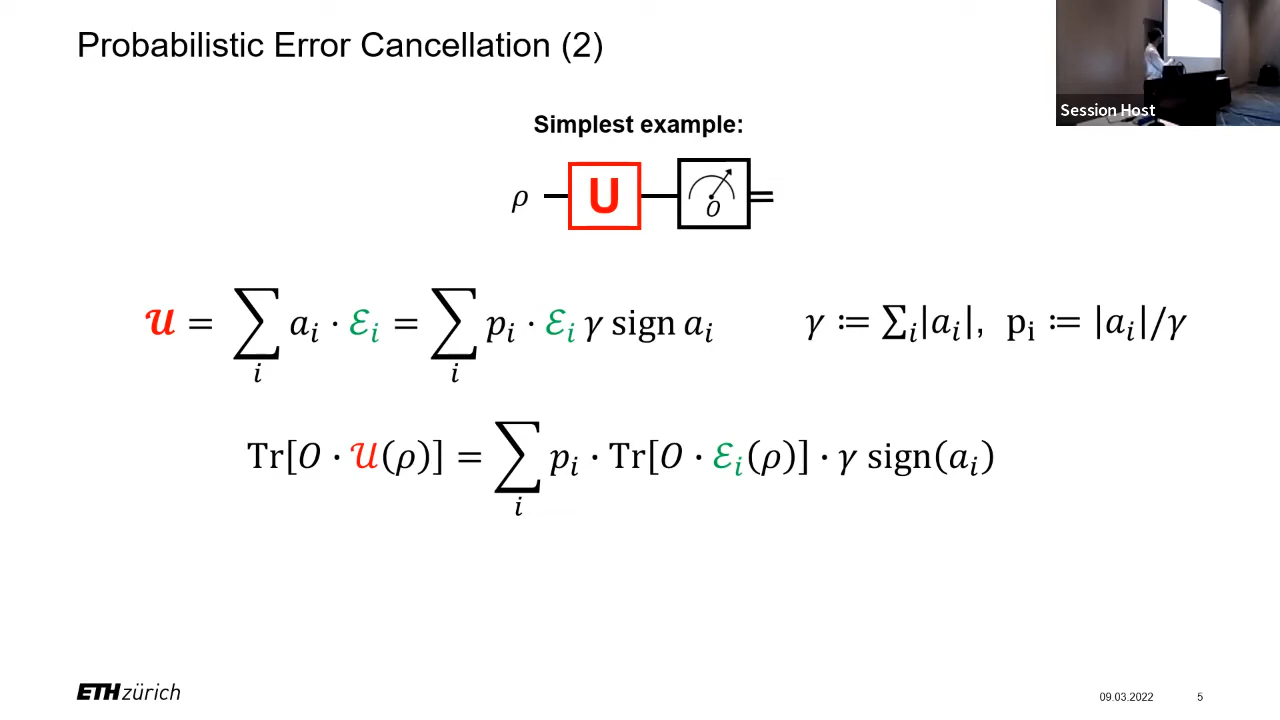 Probabilistic Error Cancellation (2)
Session Host
Simplest example:
ρ U O
𝒰 = ∑ᵢ aᵢ · ℰᵢ = ∑ᵢ pᵢ · ℰᵢ γ sign aᵢ γ ≔ ∑ᵢ|aᵢ|, pᵢ ≔ |aᵢ|/γ
Tr[O · 𝒰(ρ)] = ∑ᵢ pᵢ · Tr[O · ℰᵢ(ρ)] · γ sign(aᵢ)
ETH zürich
09.03.2022 5